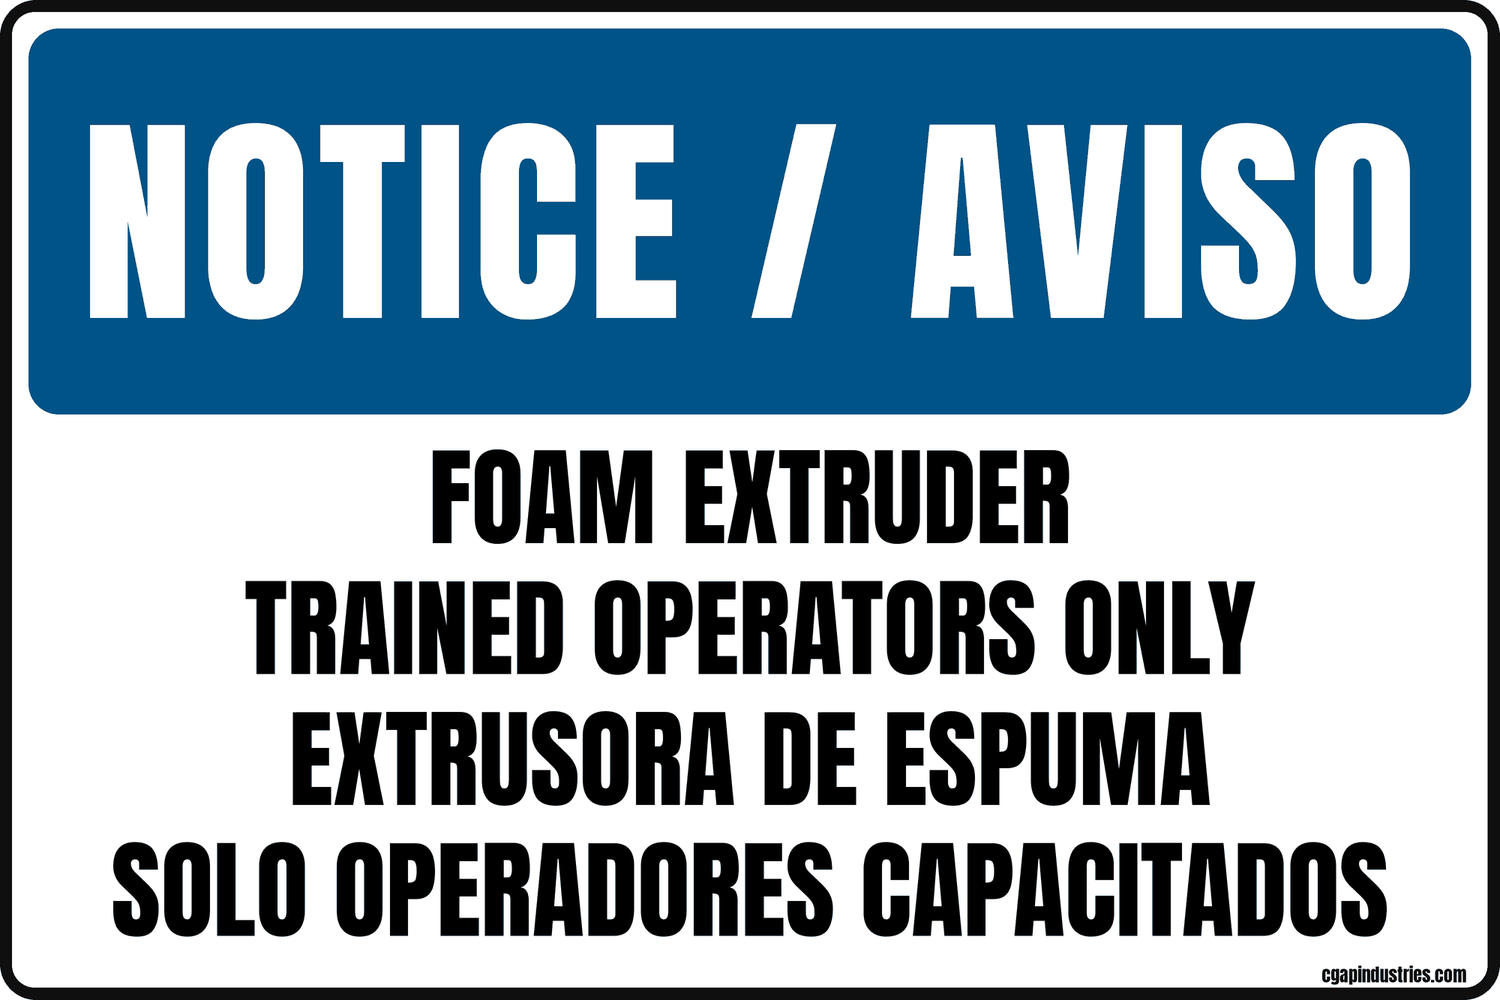 NOTICE / AVISO
FOAM EXTRUDER
TRAINED OPERATORS ONLY
EXTRUSORA DE ESPUMA
SOLO OPERADORES CAPACITADOS
cgapindustries.com